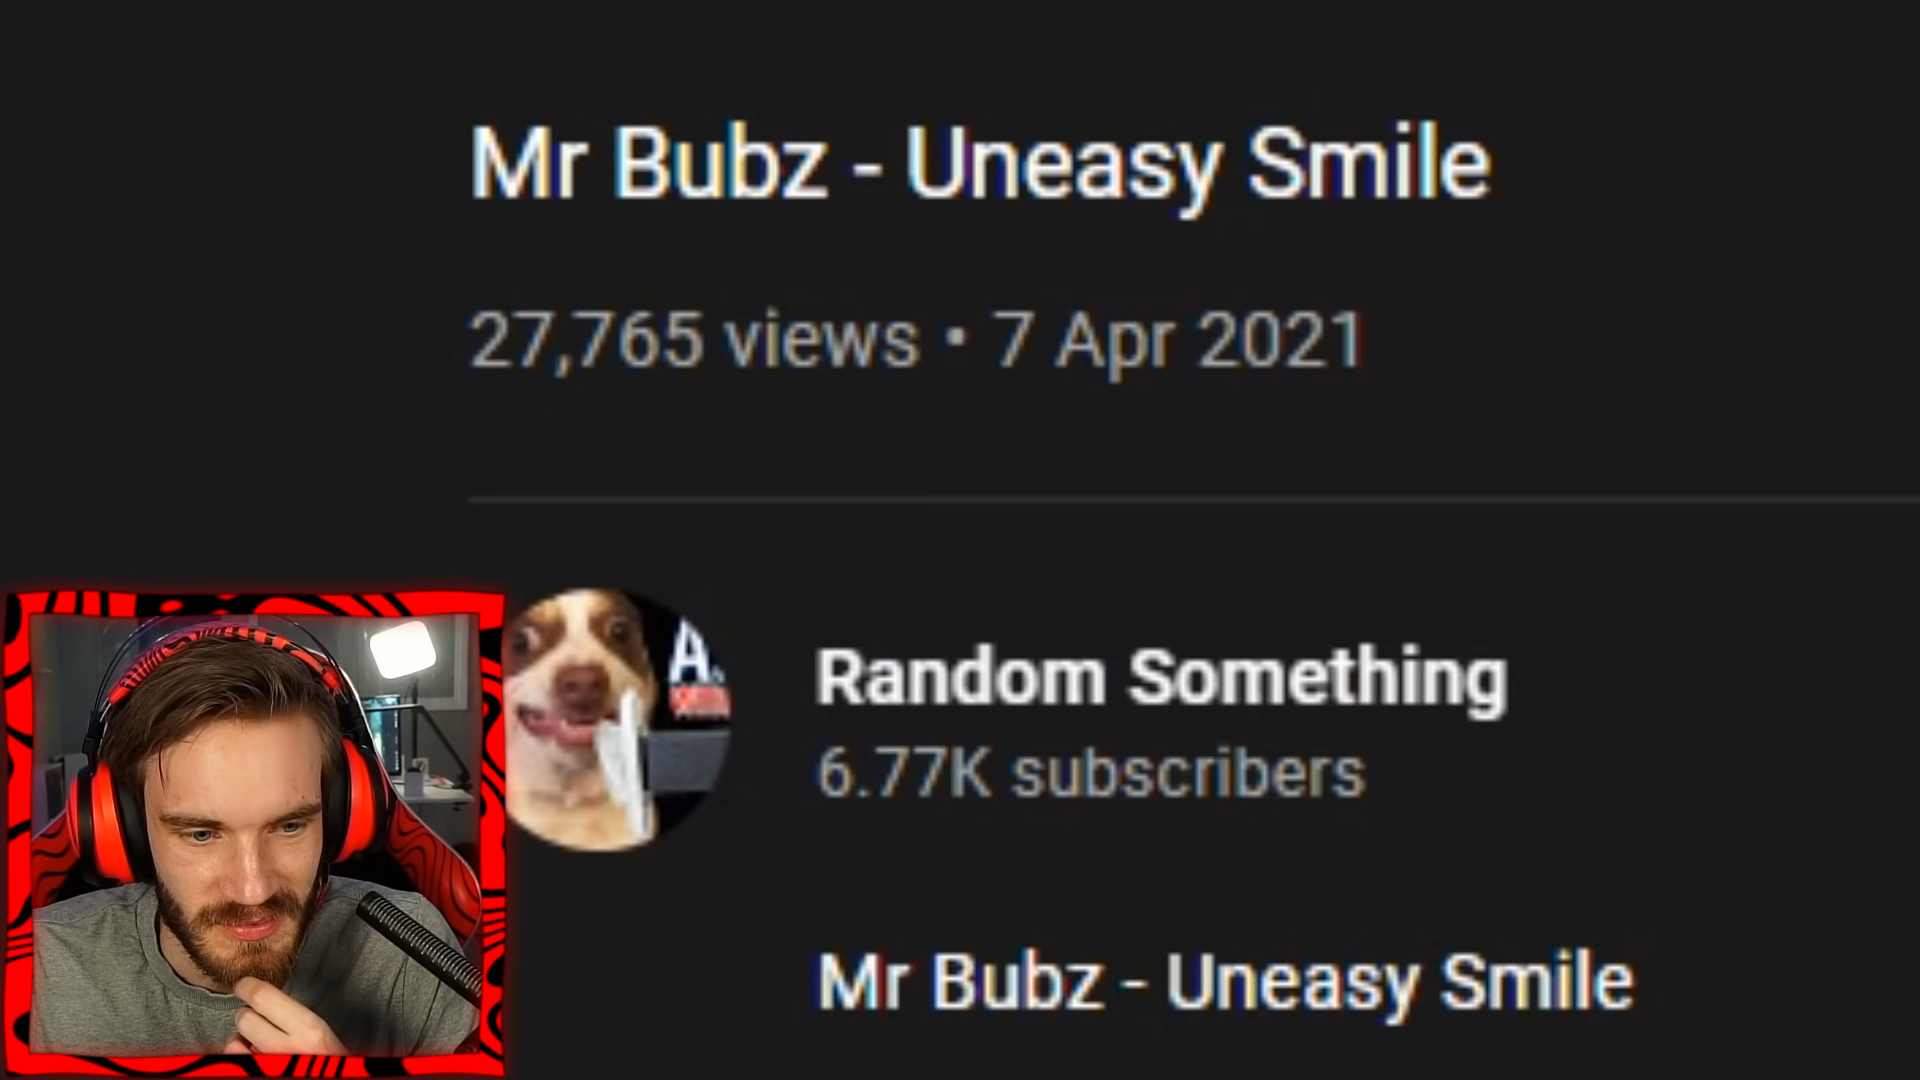 Mr Bubz - Uneasy Smile
27,765 views • 7 Apr 2021
A.
Random Something
6.77K subscribers
Mr Bubz - Uneasy Smile